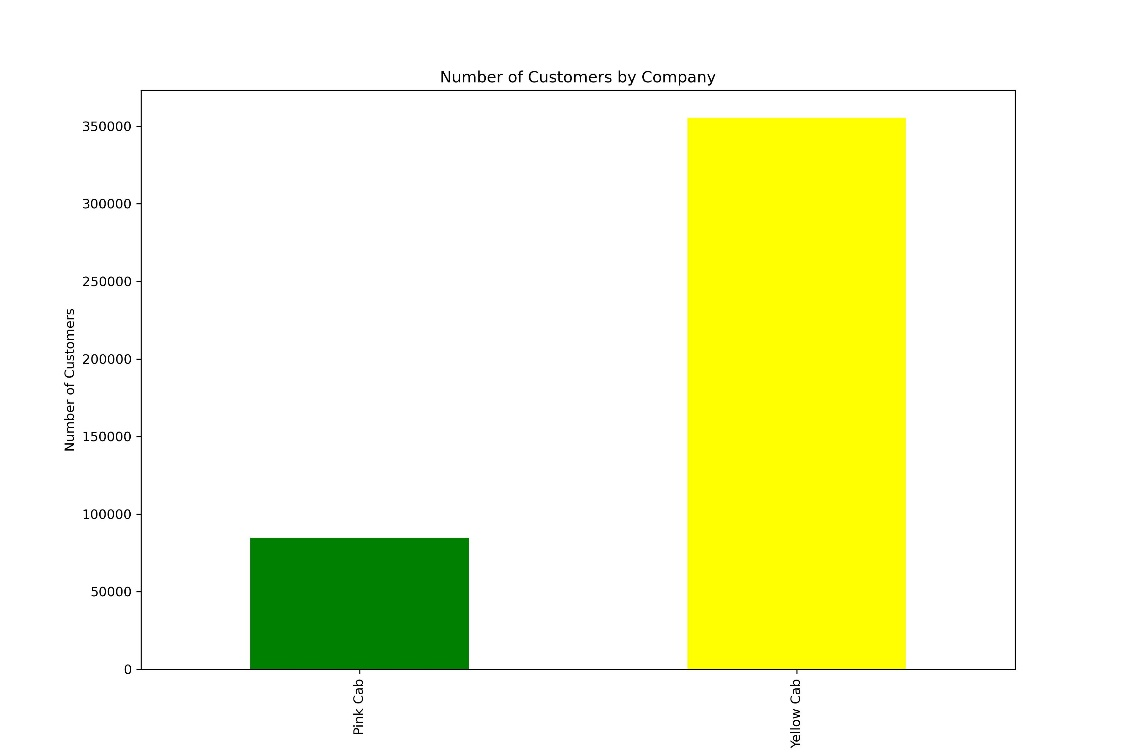 Number of Customers by Company
350000
300000
250000
200000
150000
100000
50000
0
Number of Customers
Pink Cab
Yellow Cab